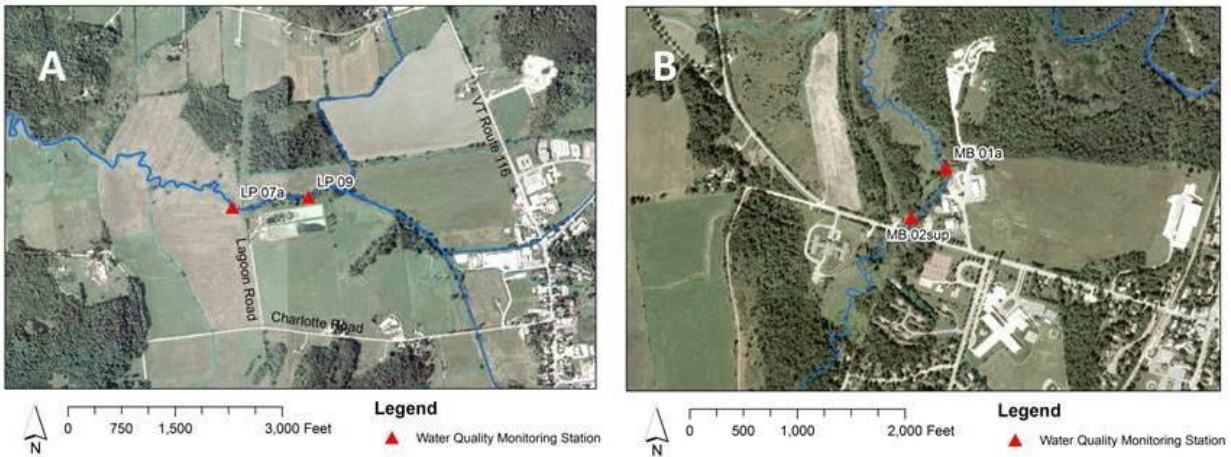 A
VT Route 116
LP 07a
LP 09
Lagoon Road
Charlotte Road
N
0 750 1,500 3,000 Feet
Legend
Water Quality Monitoring Station
B
MB 01a
MB 02sup
N
0 500 1,000 2,000 Feet
Legend
Water Quality Monitoring Station